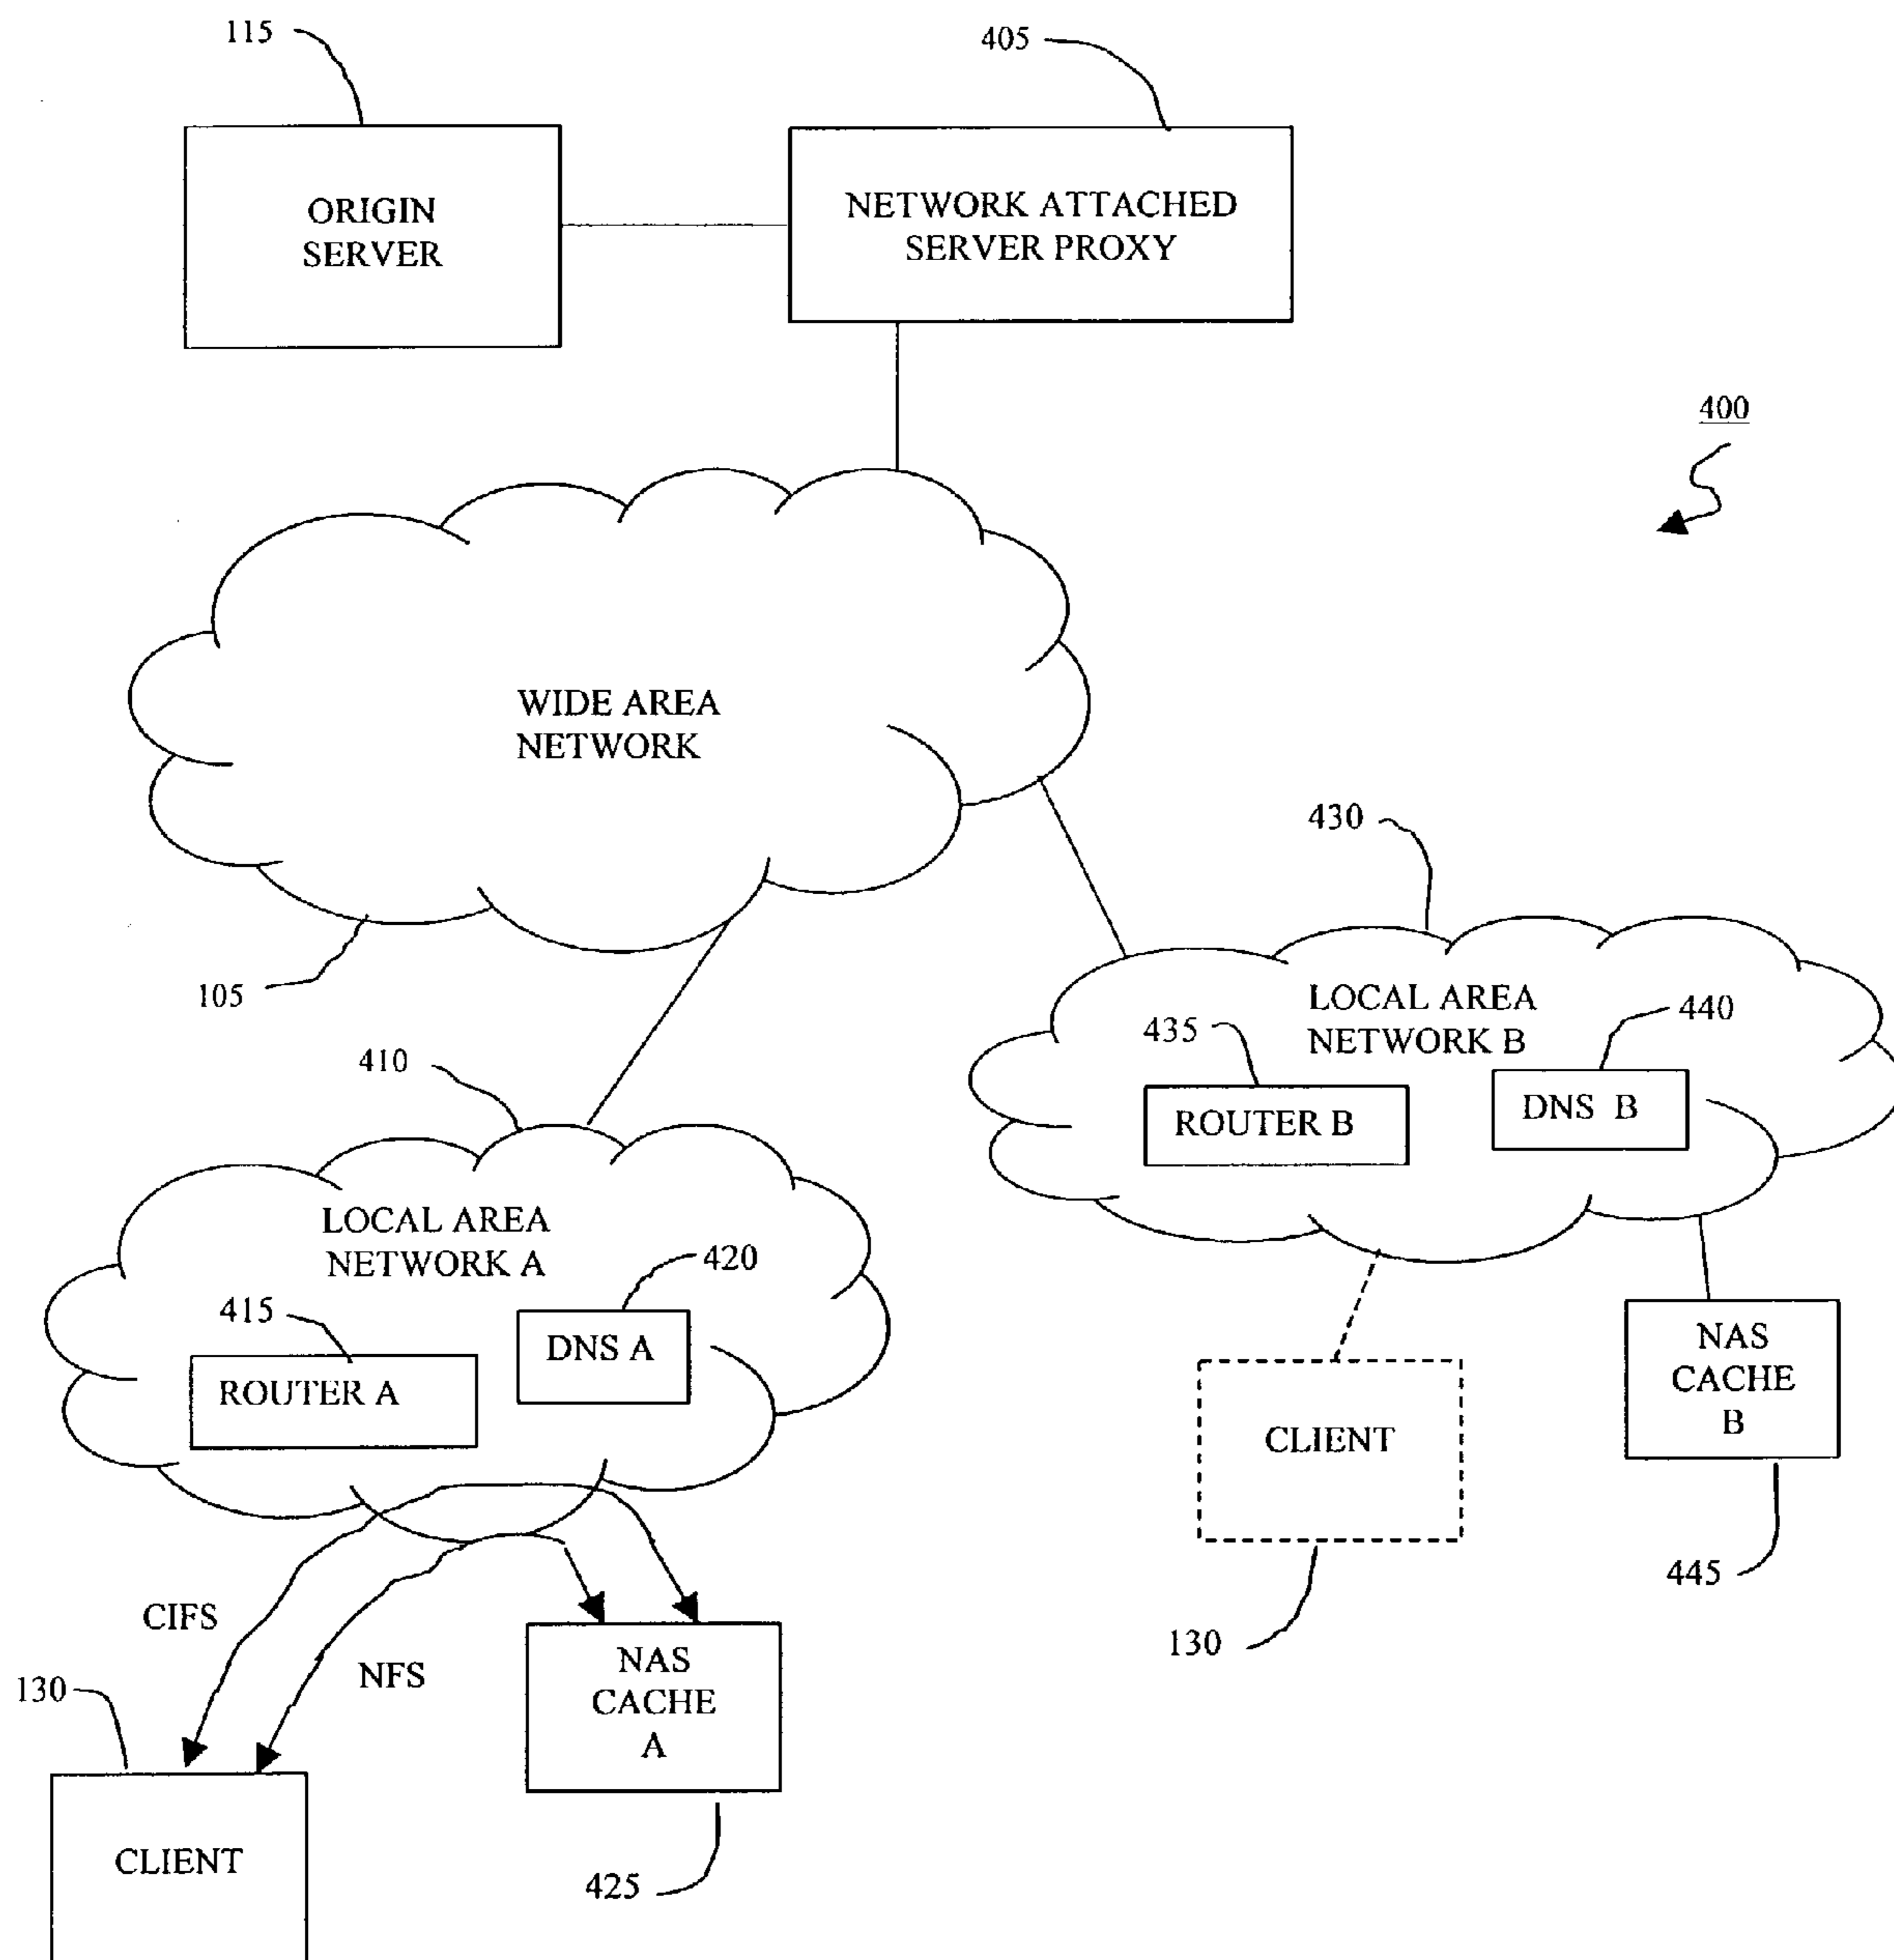 115
405
ORIGIN
SERVER
NETWORK ATTACHED
SERVER PROXY
400
WIDE AREA
NETWORK
105
430
LOCAL AREA
NETWORK B
435
440
ROUTER B
DNS B
410
LOCAL AREA
NETWORK A
420
415
DNS A
ROUTER A
NAS
CACHE
B
CLIENT
445
130
CIFS
NFS
130
NAS
CACHE
A
CLIENT
425